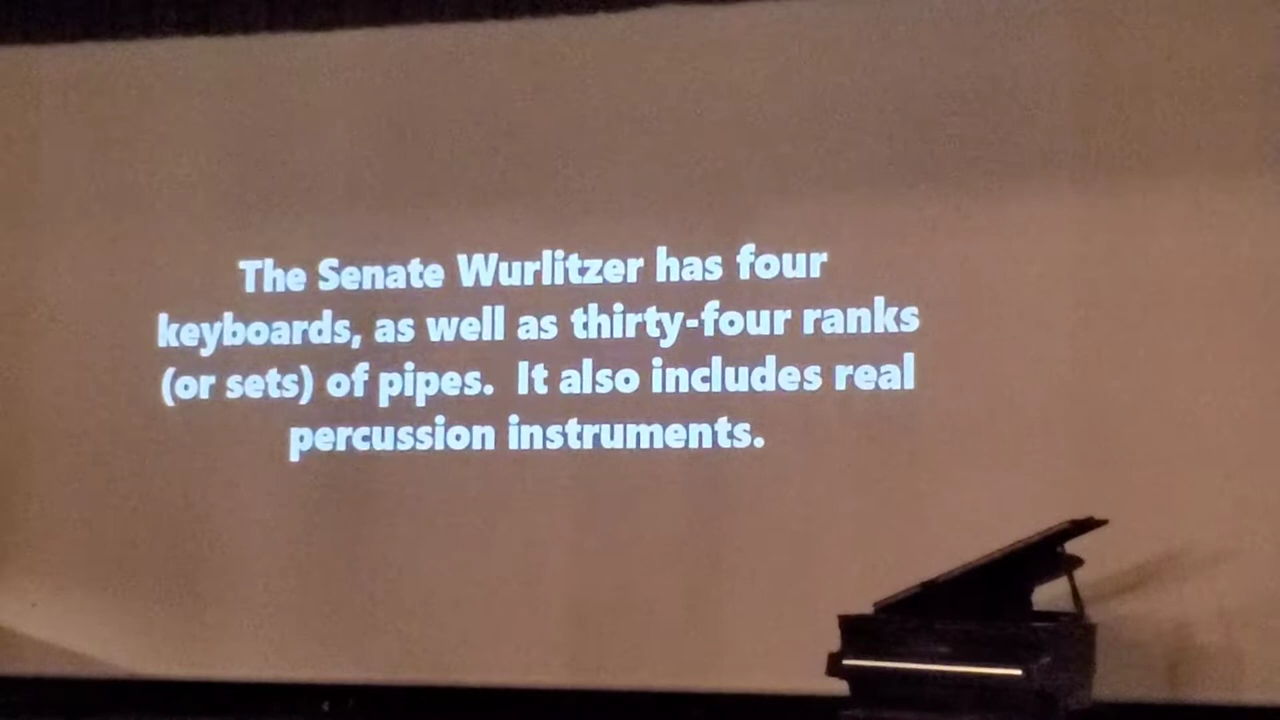 The Senate Wurlitzer has four
keyboards, as well as thirty-four ranks
(or sets) of pipes.  It also includes real
percussion instruments.